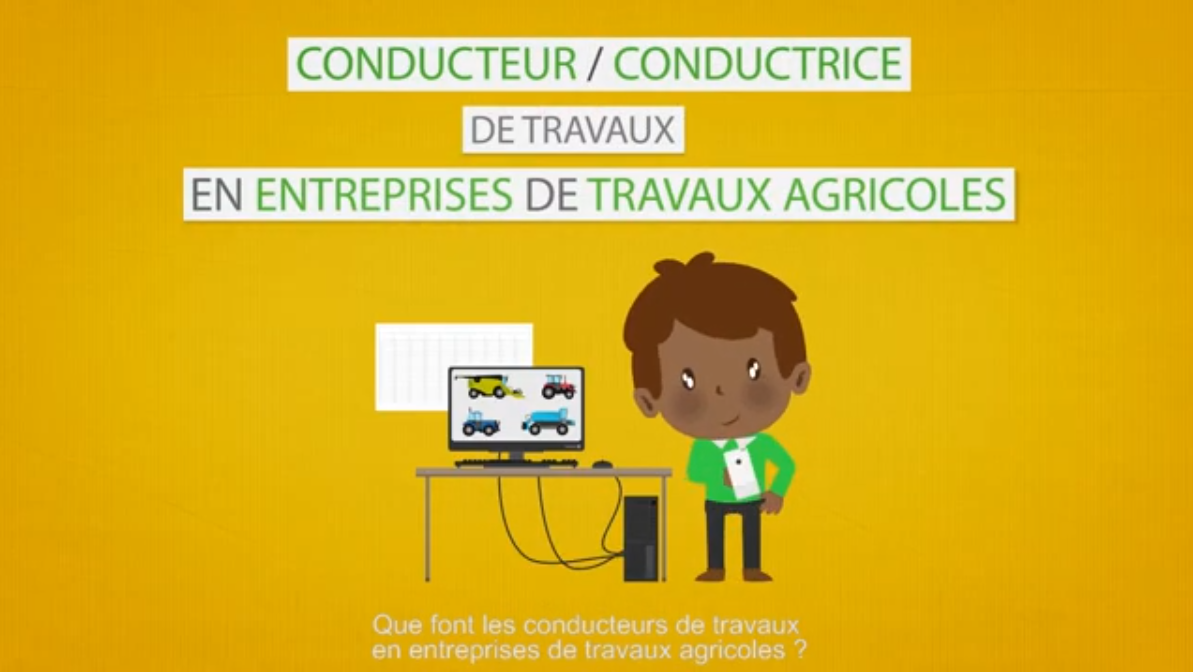 CONDUCTEUR / CONDUCTRICE
DE TRAVAUX
EN ENTREPRISES DE TRAVAUX AGRICOLES
Que font les conducteurs de travaux
en entreprises de travaux agricoles ?